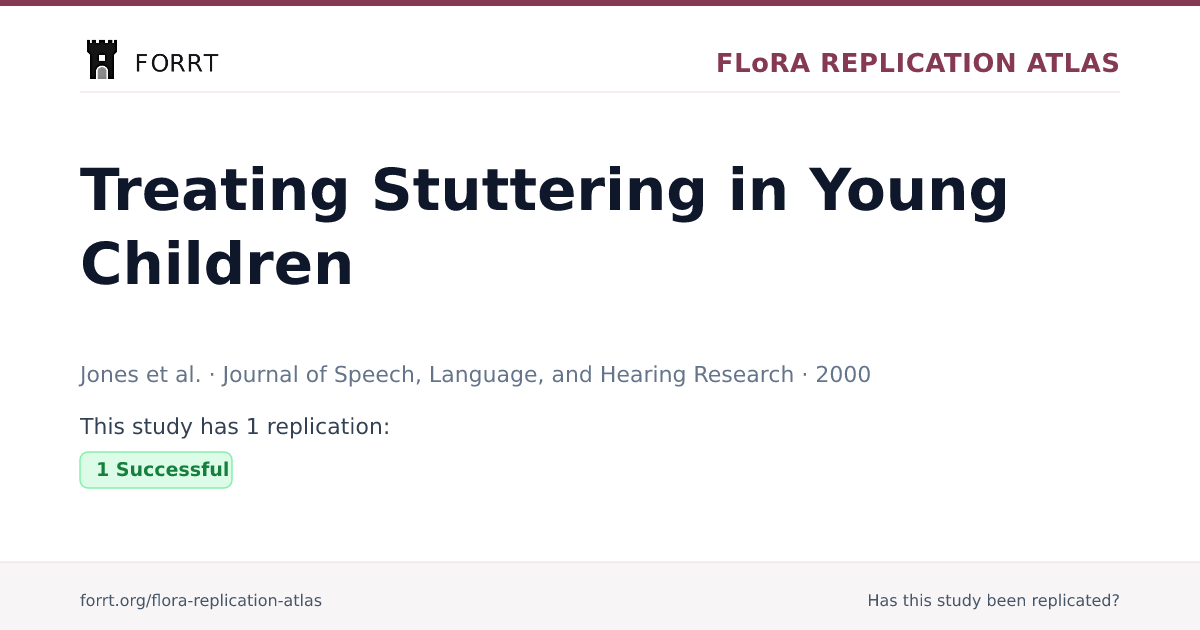 FORRT
FLoRA REPLICATION ATLAS
Treating Stuttering in Young
Children
Jones et al. · Journal of Speech, Language, and Hearing Research · 2000
This study has 1 replication:
1 Successful
forrt.org/flora-replication-atlas
Has this study been replicated?